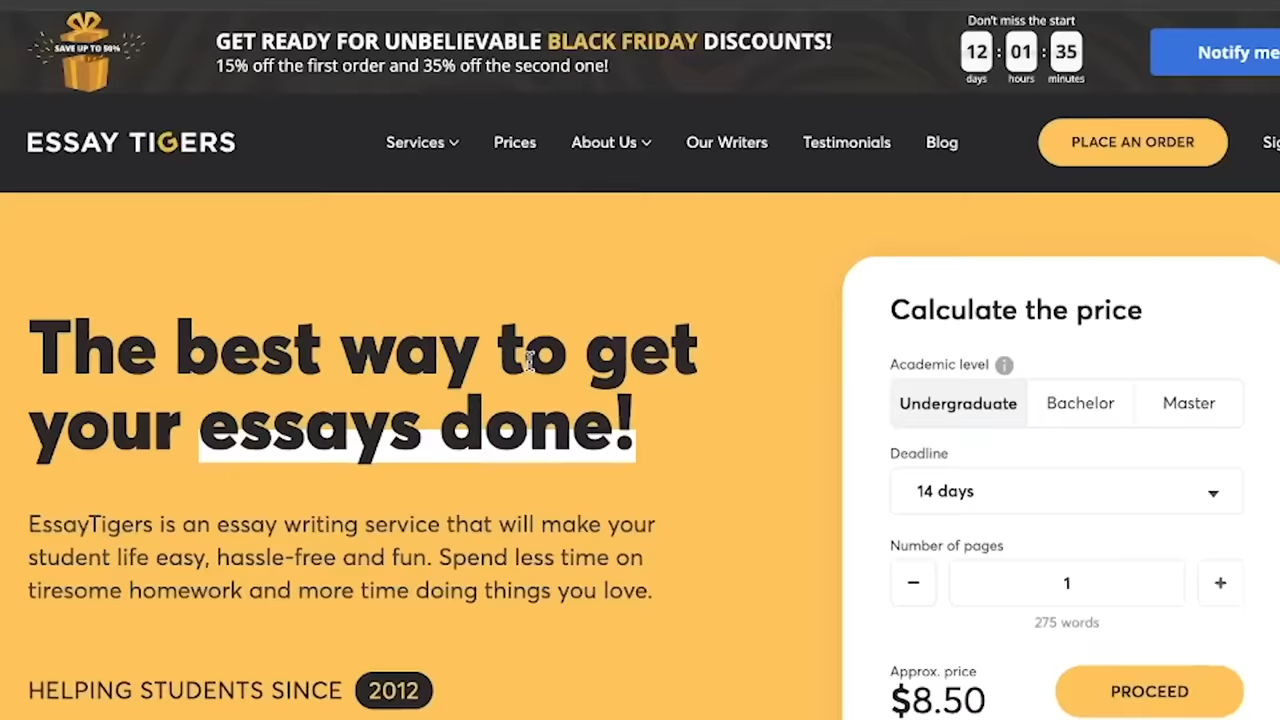 SAVE UP TO 50%
GET READY FOR UNBELIEVABLE BLACK FRIDAY DISCOUNTS!
15% off the first order and 35% off the second one!
Don't miss the start
12 : 01 : 35
days hours minutes
Notify me
ESSAY TIGERS
Services
Prices
About Us
Our Writers
Testimonials
Blog
PLACE AN ORDER
The best way to get
your essays done!
EssayTigers is an essay writing service that will make your
student life easy, hassle-free and fun. Spend less time on
tiresome homework and more time doing things you love.
HELPING STUDENTS SINCE 2012
Calculate the price
Academic level
Undergraduate Bachelor Master
Deadline
14 days
Number of pages
− 1 +
275 words
Approx. price
$8.50
PROCEED